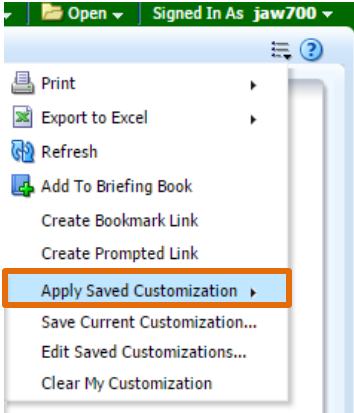 Open Signed In As jaw700
Print
Export to Excel
Refresh
Add To Briefing Book
Create Bookmark Link
Create Prompted Link
Apply Saved Customization
Save Current Customization...
Edit Saved Customizations...
Clear My Customization